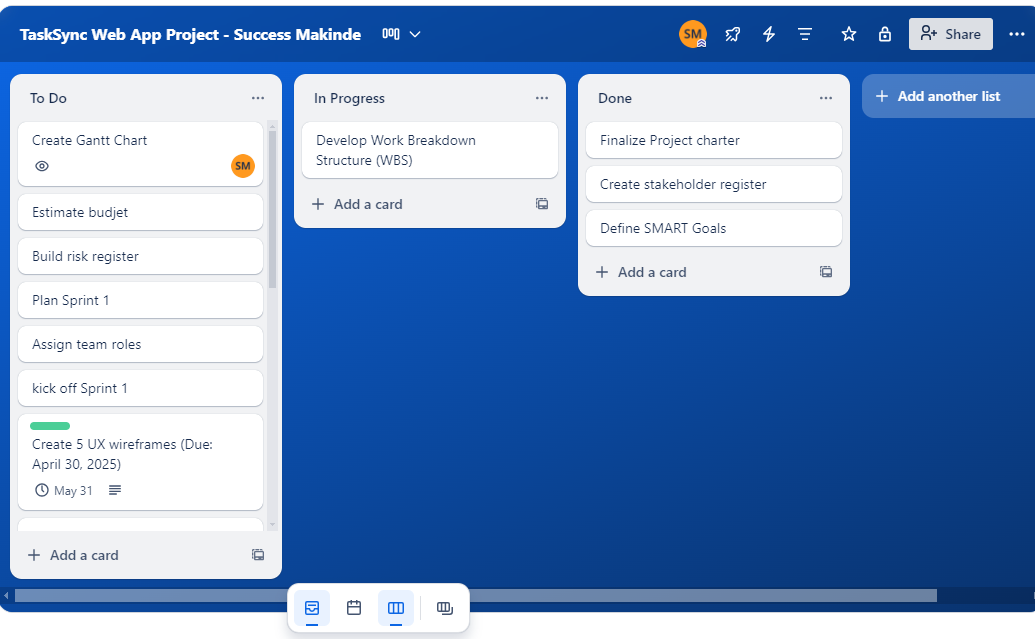 TaskSync Web App Project - Success Makinde
SM
Share
To Do
Create Gantt Chart
SM
Estimate budjet
Build risk register
Plan Sprint 1
Assign team roles
kick off Sprint 1
Create 5 UX wireframes (Due:
April 30, 2025)
May 31
Add a card
In Progress
Develop Work Breakdown
Structure (WBS)
Add a card
Done
Finalize Project charter
Create stakeholder register
Define SMART Goals
Add a card
Add another list